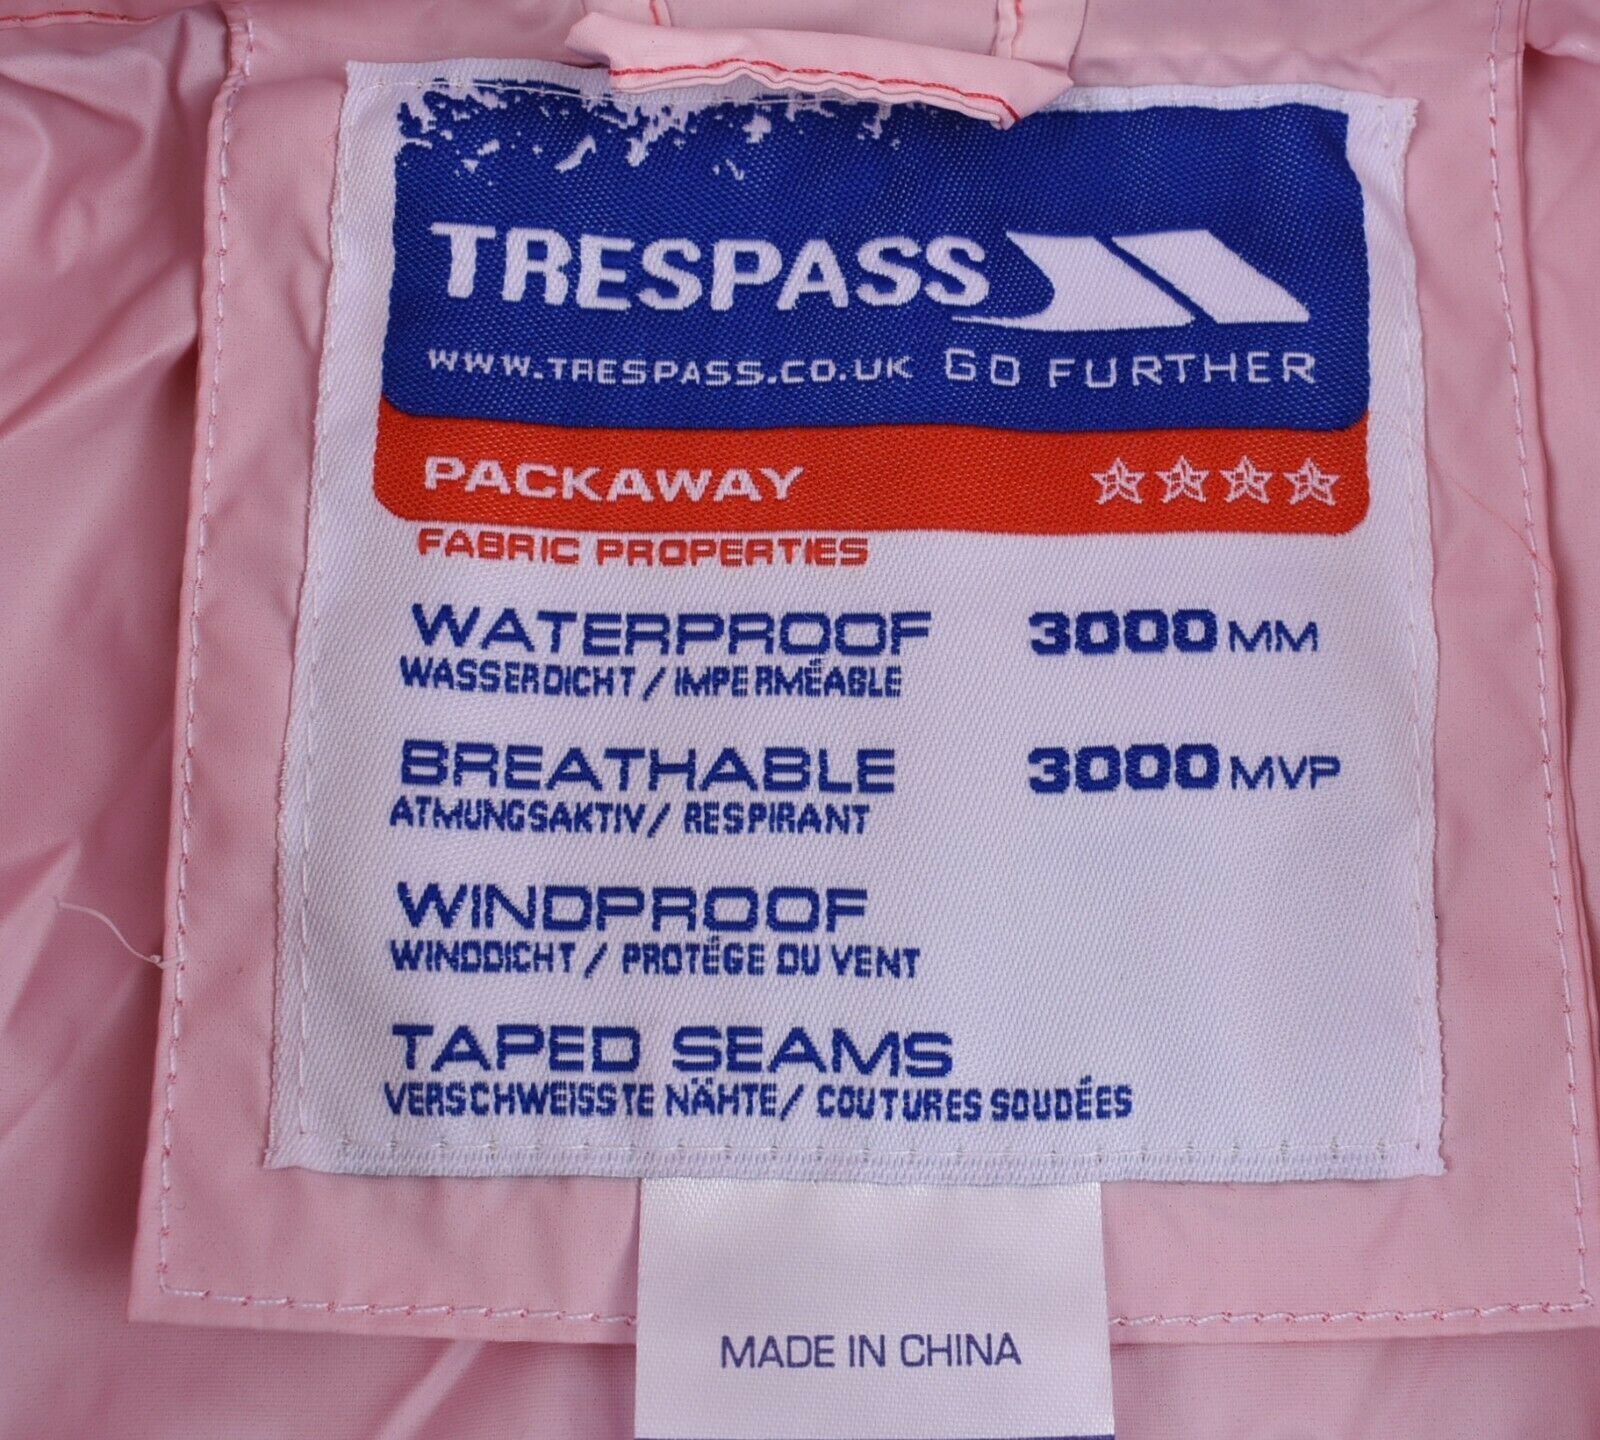 TRESPASS
WWW.TRESPASS.CO.UK GO FURTHER
PACKAWAY
FABRIC PROPERTIES
WATERPROOF 3000MM
WASSERDICHT / IMPERMÉABLE
BREATHABLE 3000MVP
ATMUNGSAKTIV / RESPIRANT
WINDPROOF
WINDDICHT / PROTÉGE DU VENT
TAPED SEAMS
VERSCHWEISSTE NÄHTE / COUTURES SOUDÉES
MADE IN CHINA